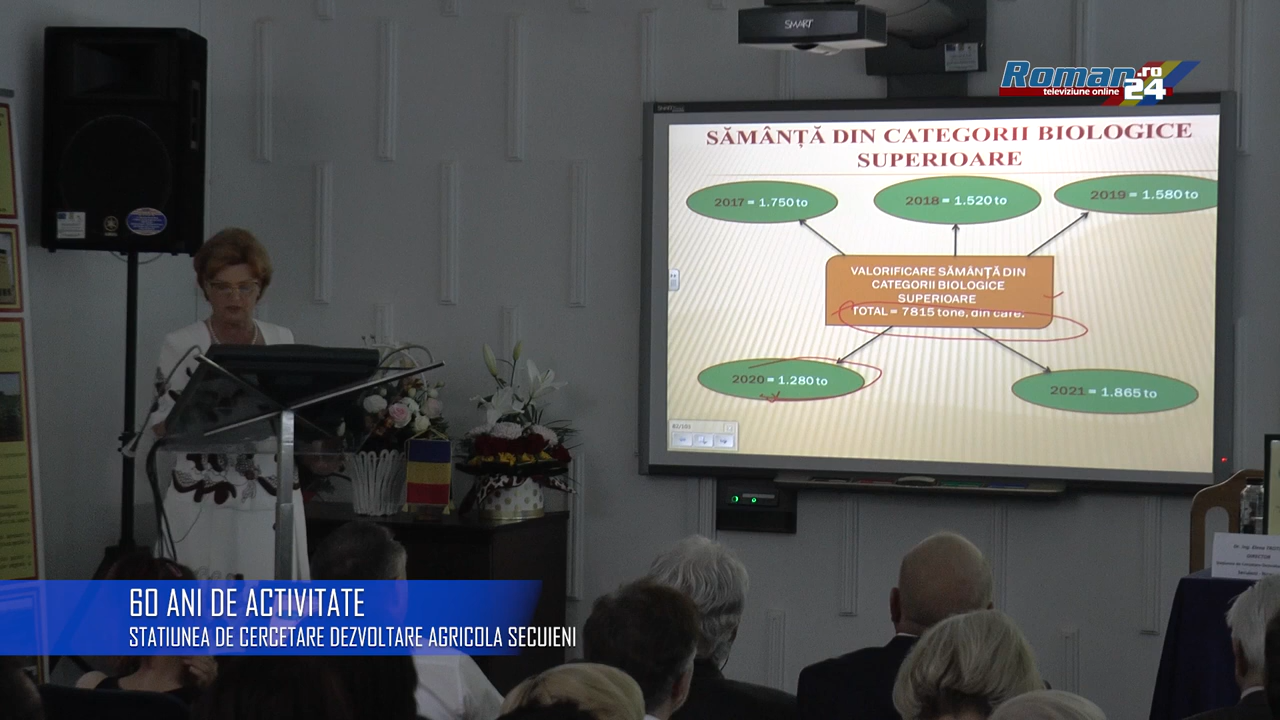 SMART
Roman .ro
televiziune online 24
SĂMÂNȚĂ DIN CATEGORII BIOLOGICE
SUPERIOARE
2017 = 1.750 to
2018 = 1.520 to
2019 = 1.580 to
VALORIFICARE SĂMÂNȚĂ DIN
CATEGORII BIOLOGICE
SUPERIOARE
TOTAL = 7815 tone, din care:
2020 = 1.280 to
2021 = 1.865 to
60 ANI DE ACTIVITATE
STATIUNEA DE CERCETARE DEZVOLTARE AGRICOLA SECUIENI